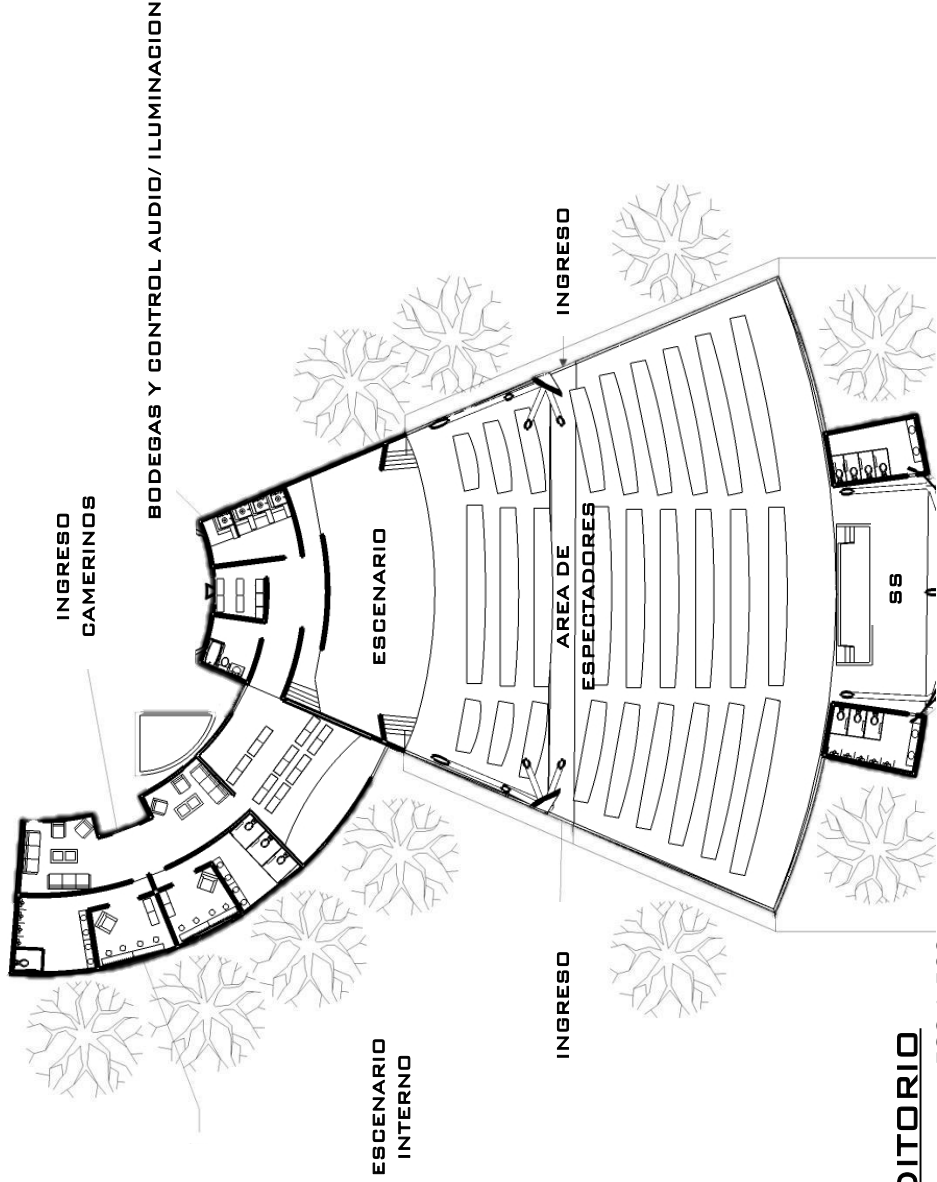 BODEGAS Y CONTROL AUDIO/ ILUMINACION
INGRESO
CAMERINOS
INGRESO
ESCENARIO
AREA DE
ESPECTADORES
SS
INGRESO
ESCENARIO
INTERNO
DITORIO